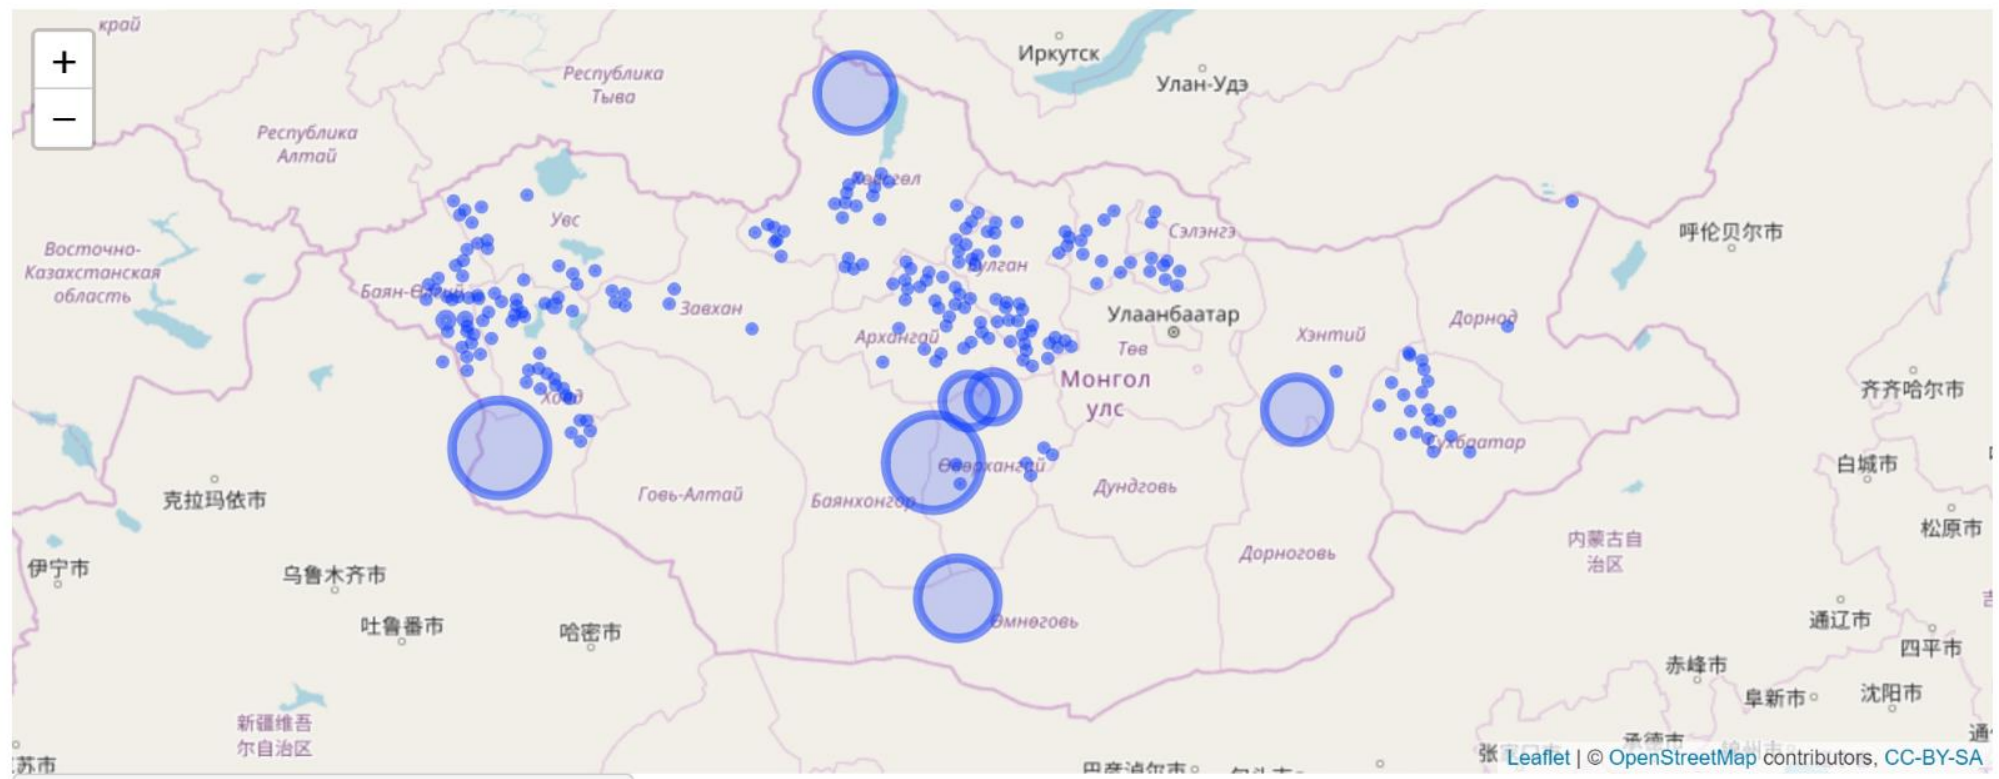 +
−
край
Республика
Тыва
Иркутск
Улан-Удэ
Республика
Алтай
Увс
Сэлэнгэ
呼伦贝尔市
Восточно-
Казахстанская
область
Завхан
Архангай
Улаанбаатар
Төв
Хэнтий
Дорнод
Монгол
улс
齐齐哈尔市
Сүхбаатар
白城市
克拉玛依市
Говь-Алтай
Баянхонгор
Өвөрхангай
Дундговь
松原市
Дорноговь
内蒙古自
治区
伊宁市
乌鲁木齐市
吐鲁番市
哈密市
Өмнөговь
通辽市
四平市
赤峰市
阜新市
沈阳市
新疆维吾
尔自治区
苏市
Leaflet | © OpenStreetMap contributors, CC-BY-SA